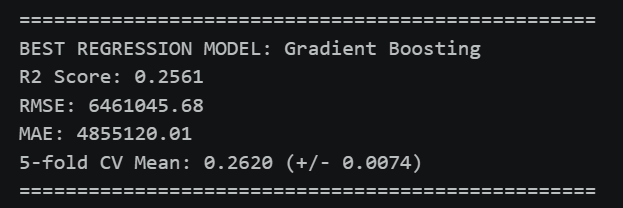 ==================================================
BEST REGRESSION MODEL: Gradient Boosting
R2 Score: 0.2561
RMSE: 6461045.68
MAE: 4855120.01
5-fold CV Mean: 0.2620 (+/- 0.0074)
==================================================